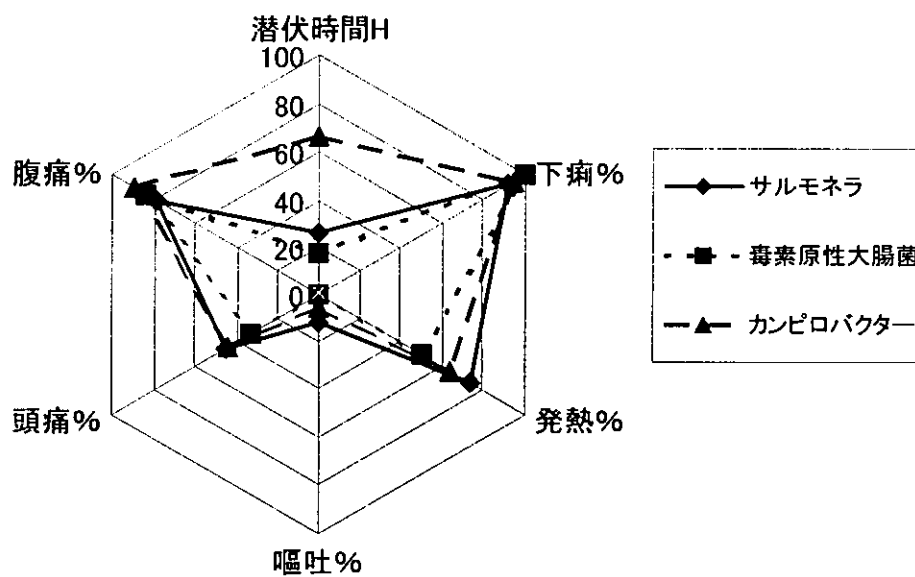 潜伏時間H
100
80
60
40
20
0
腹痛%
下痢%
頭痛%
発熱%
嘔吐%
サルモネラ
毒素原性大腸菌
カンピロバクター